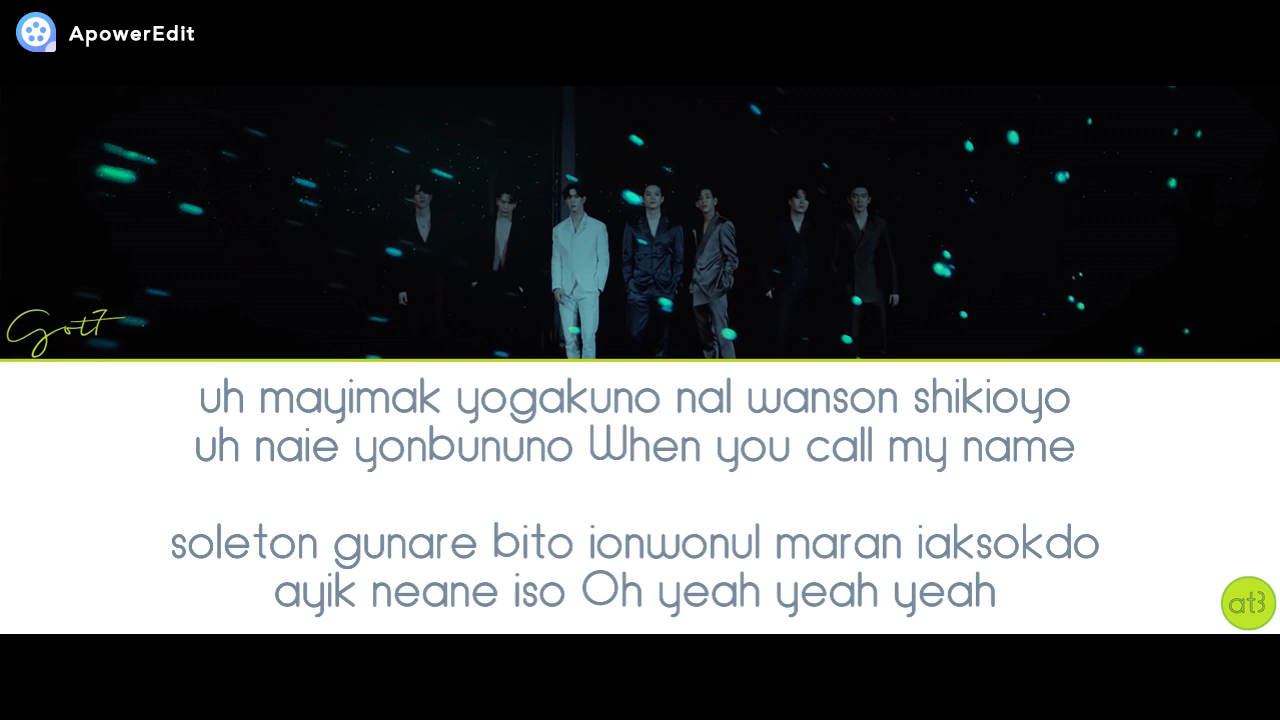 ApowerEdit
Got7
uh mayimak yogakuno nal wanson shikioyo
uh naie yonbununo When you call my name
soleton gunare bito ionwonul maran iaksokdo
ayik neane iso Oh yeah yeah yeah
at3